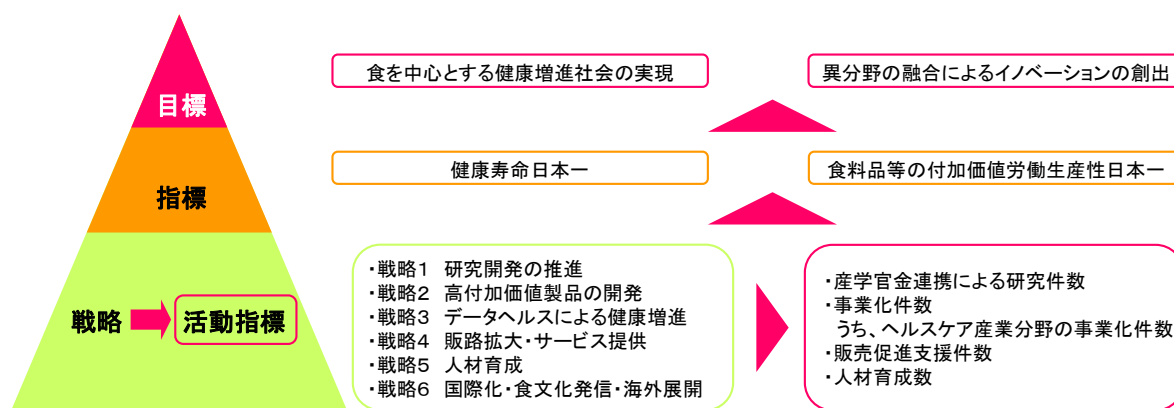 目標
食を中心とする健康増進社会の実現
異分野の融合によるイノベーションの創出
指標
健康寿命日本一
食料品等の付加価値労働生産性日本一
戦略
活動指標
・戦略1 研究開発の推進
・戦略2 高付加価値製品の開発
・戦略3 データヘルスによる健康増進
・戦略4 販路拡大・サービス提供
・戦略5 人材育成
・戦略6 国際化・食文化発信・海外展開
・産学官金連携による研究件数
・事業化件数
うち、ヘルスケア産業分野の事業化件数
・販売促進支援件数
・人材育成数